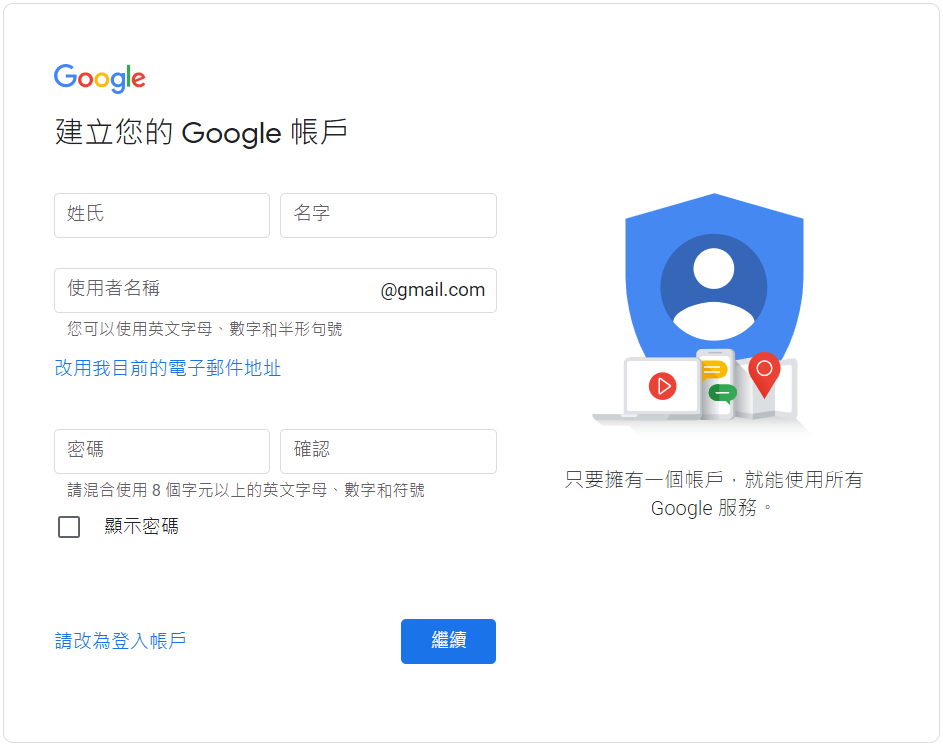 Google
建立您的 Google 帳戶
姓氏
名字
使用者名稱
@gmail.com
您可以使用英文字母、數字和半形句號
改用我目前的電子郵件地址
密碼
確認
請混合使用 8 個字元以上的英文字母、數字和符號
顯示密碼
請改為登入帳戶
繼續
只要擁有一個帳戶，就能使用所有
Google 服務。